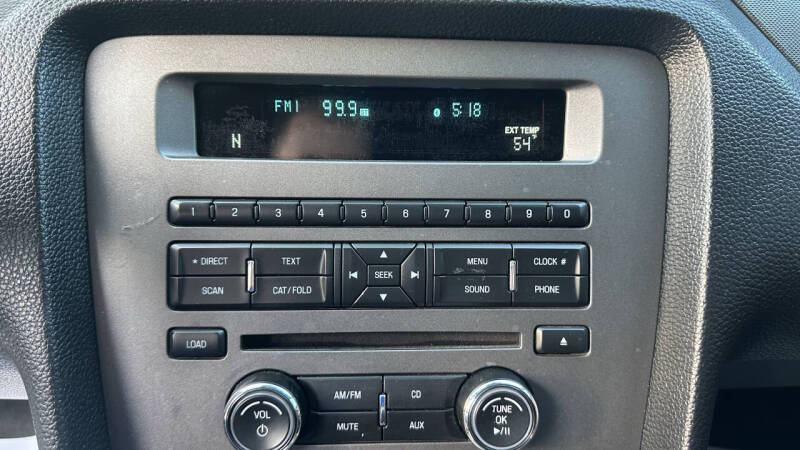 FM1 99.9 5:18
EXT TEMP
N 54°F
1 2 3 4 5 6 7 8 9 0
* DIRECT TEXT MENU CLOCK #
SEEK
SCAN CAT/FOLD SOUND PHONE
LOAD
AM/FM CD
VOL TUNE
OK
MUTE AUX